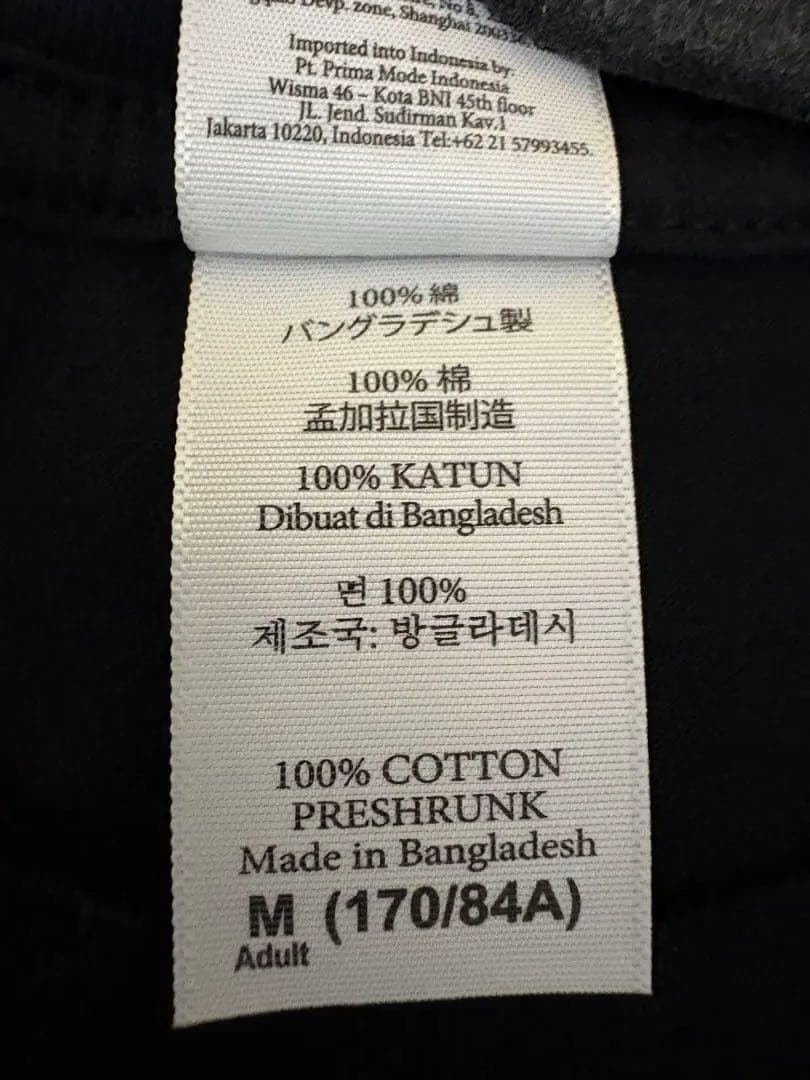 Devp. zone, Shanghai
Imported into Indonesia by:
Pt. Prima Mode Indonesia
Wisma 46 – Kota BNI 45th floor
JL. Jend. Sudirman Kav.1
Jakarta 10220, Indonesia Tel:+62 21 57993455.
100% 綿
バングラデシュ製
100% 棉
孟加拉国制造
100% KATUN
Dibuat di Bangladesh
면 100%
제조국: 방글라데시
100% COTTON
PRESHRUNK
Made in Bangladesh
M (170/84A)
Adult